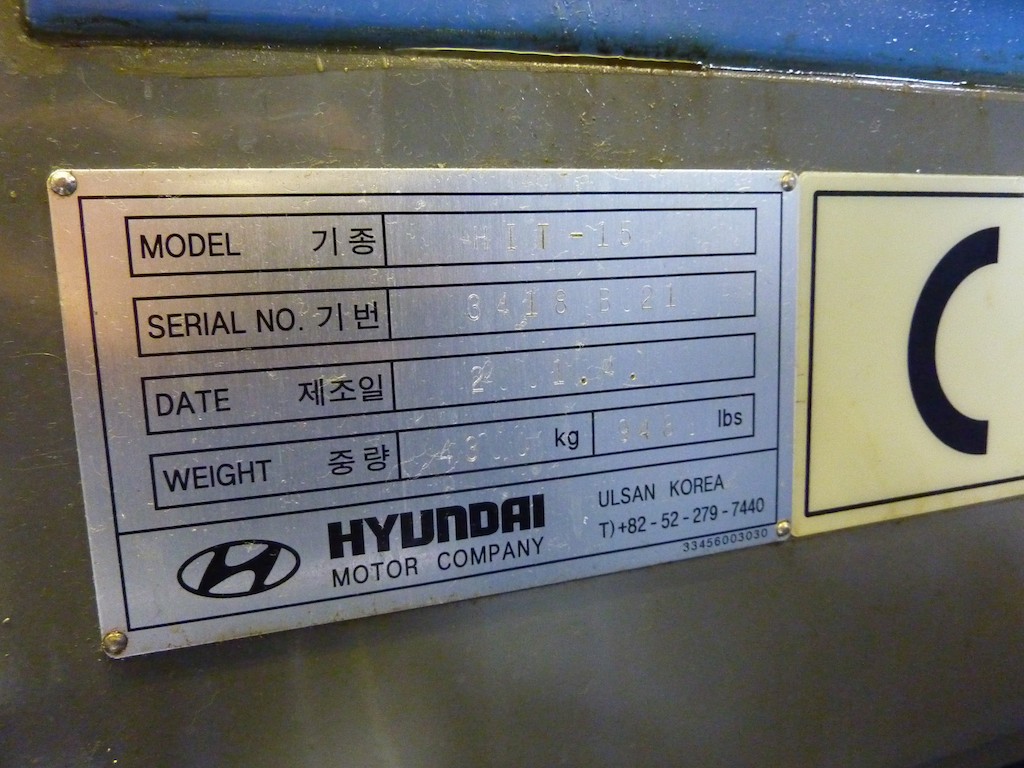 MODEL 기종 HIT-15
SERIAL NO. 기번
DATE 제조일
WEIGHT 중량 kg lbs
HYUNDAI
MOTOR COMPANY
ULSAN KOREA
T)+82-52-279-7440
33456003030
C